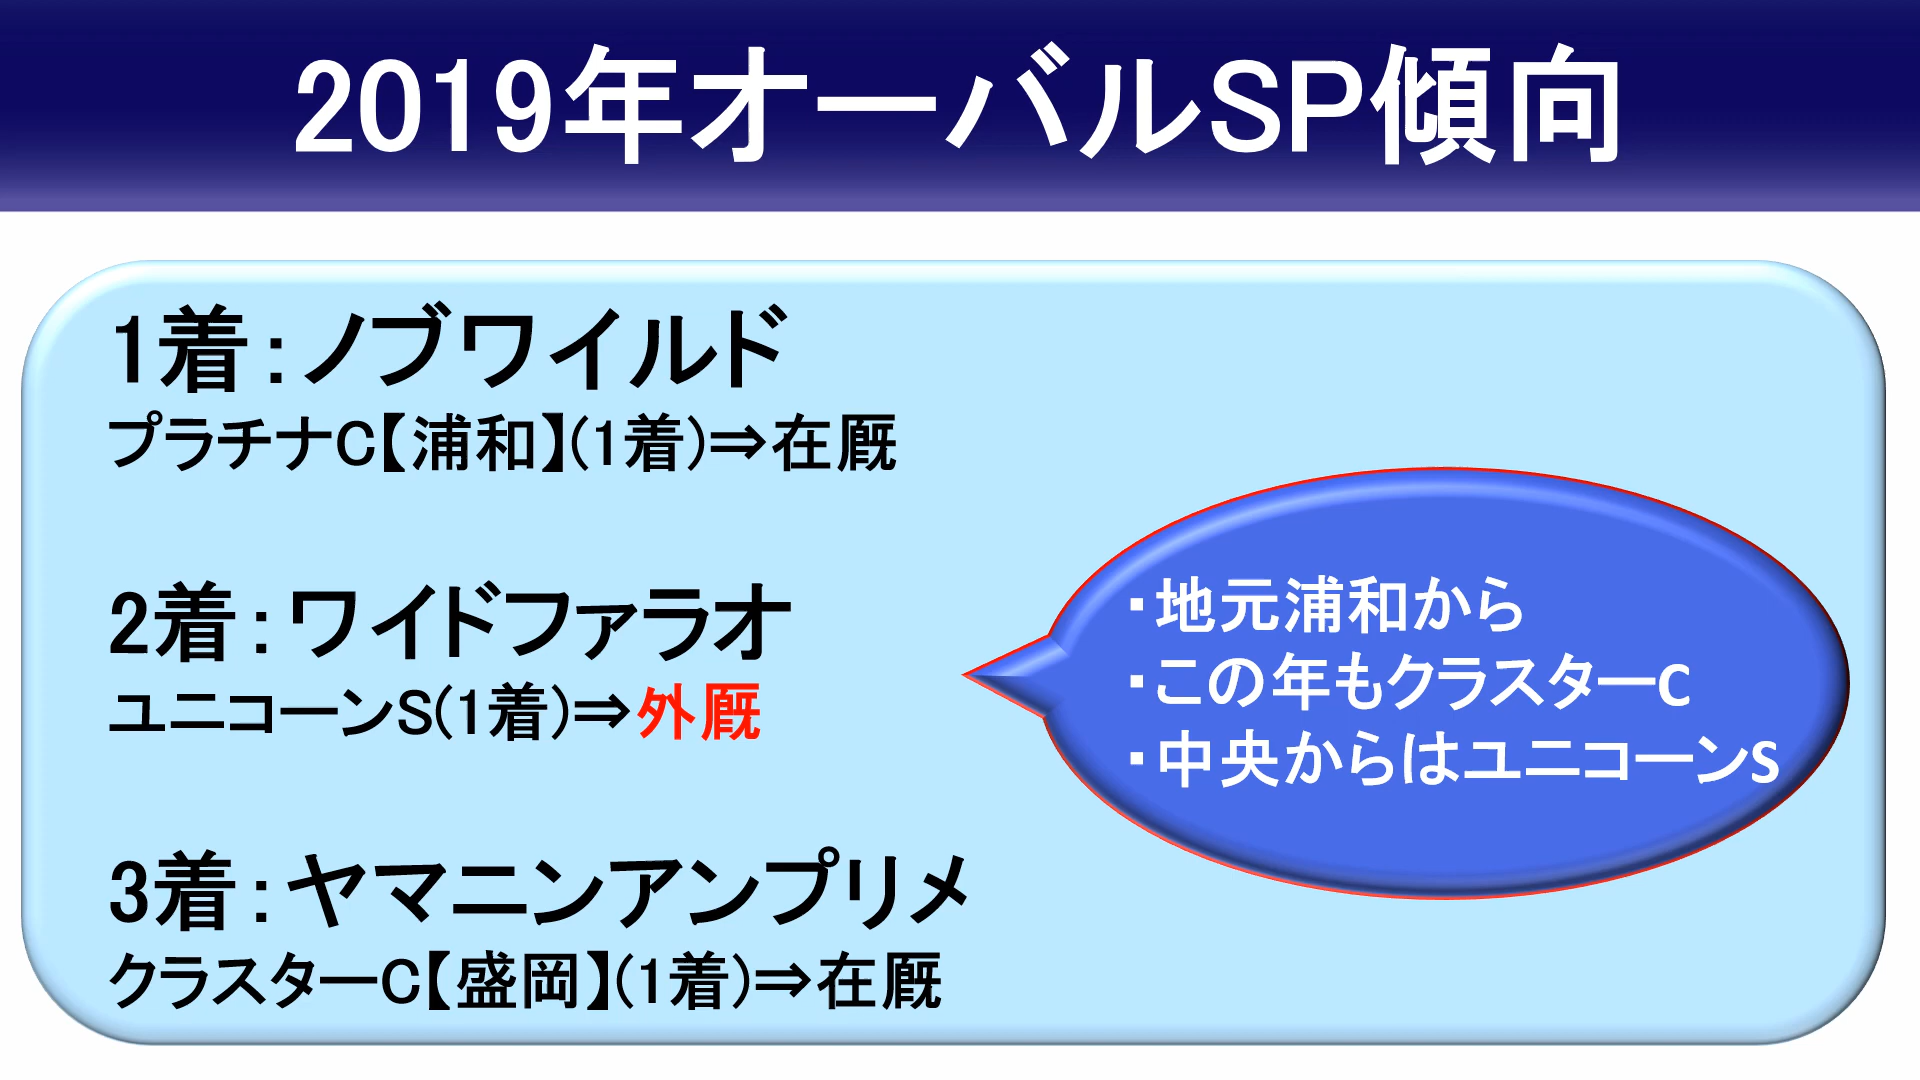 2019年オーバルSP傾向
1着：ノブワイルド
プラチナC【浦和】(1着)⇒在厩
2着：ワイドファラオ
ユニコーンS(1着)⇒外厩
3着：ヤマニンアンプリメ
クラスターC【盛岡】(1着)⇒在厩
・地元浦和から
・この年もクラスターC
・中央からはユニコーンS